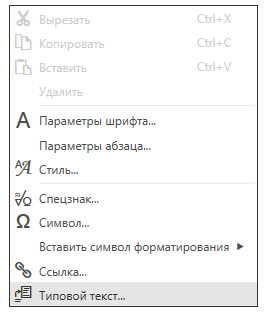 Вырезать Ctrl+X
Копировать Ctrl+C
Вставить Ctrl+V
Удалить
Параметры шрифта...
Параметры абзаца...
Стиль...
Спецзнак...
Символ...
Вставить символ форматирования
Ссылка...
Типовой текст...